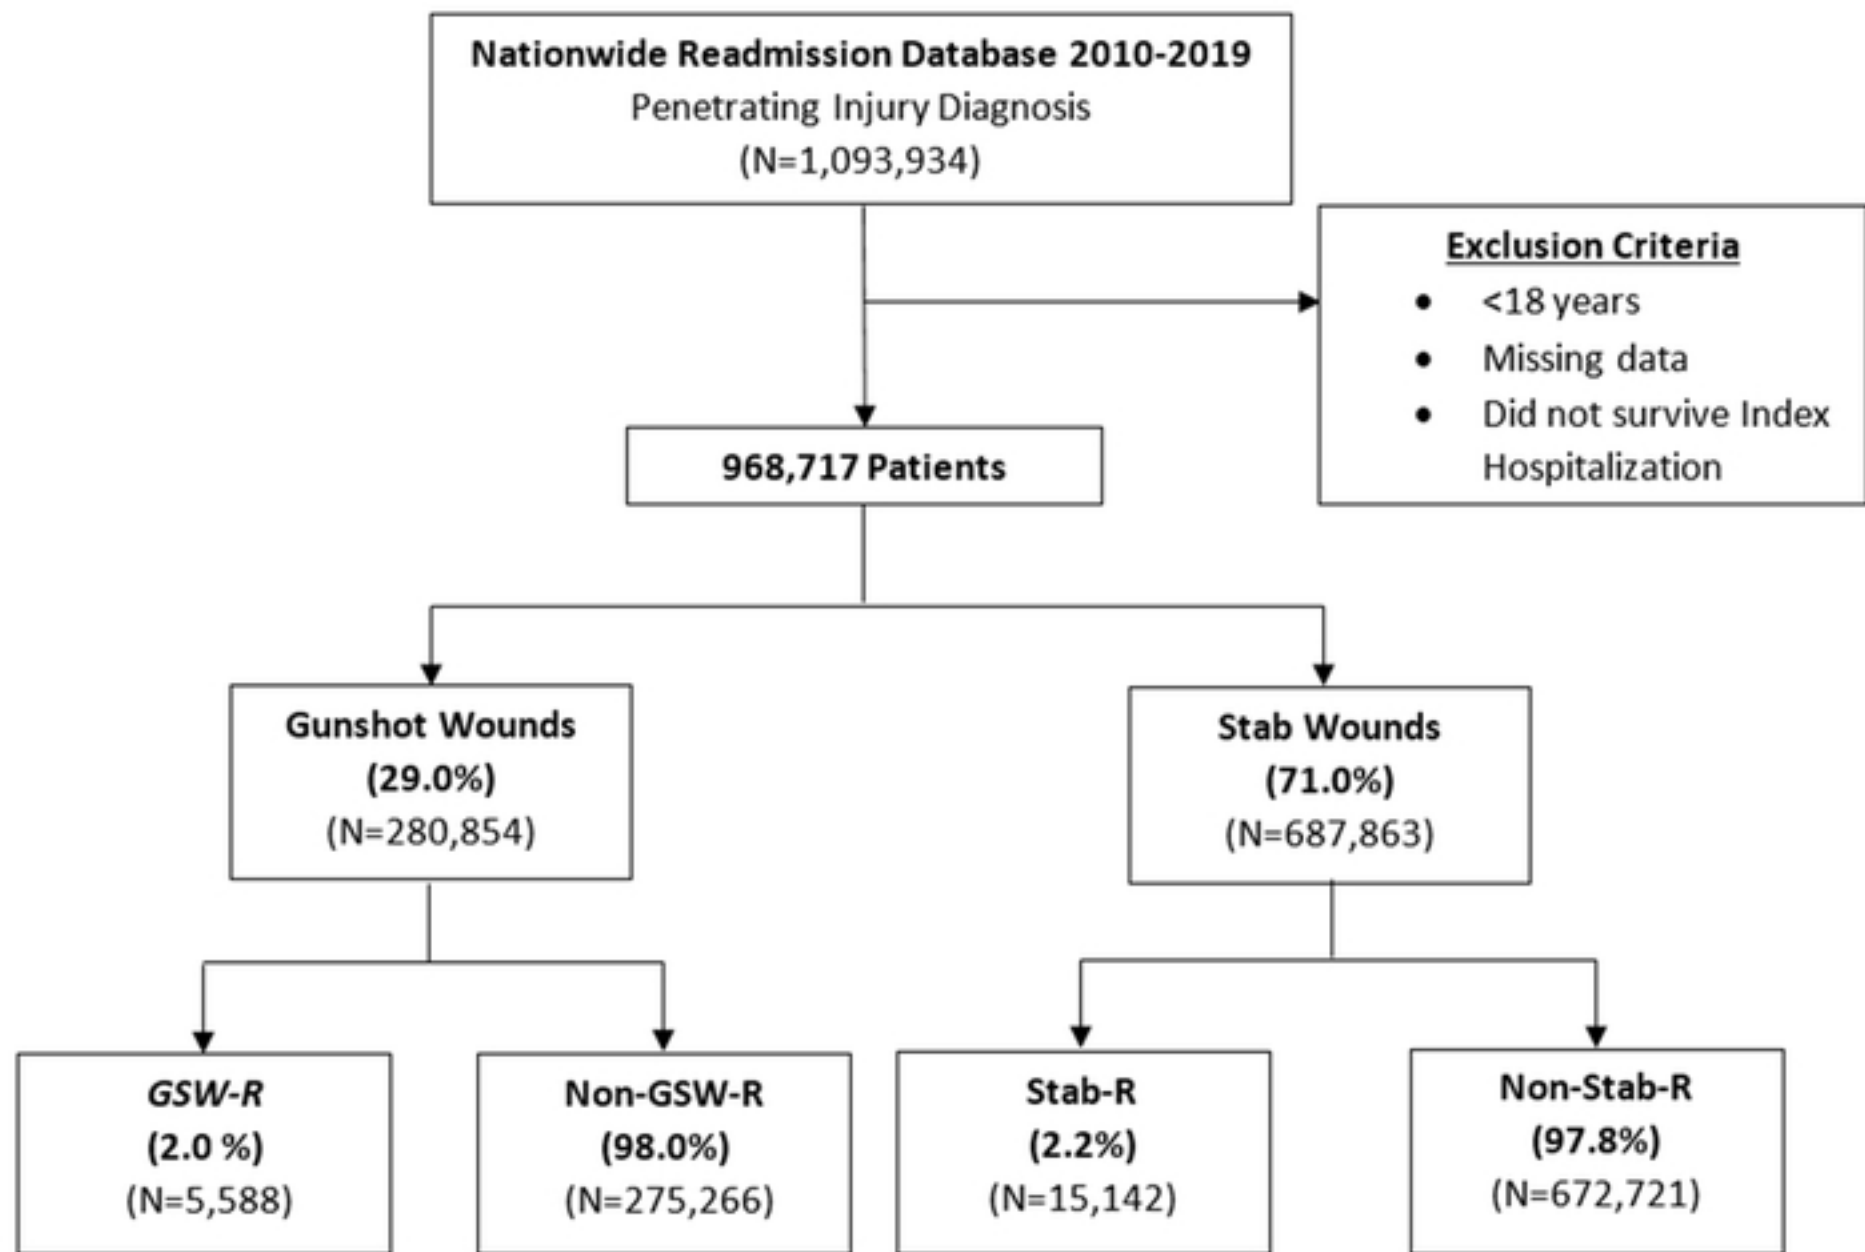 Nationwide Readmission Database 2010-2019
Penetrating Injury Diagnosis
(N=1,093,934)
Exclusion Criteria
• <18 years
• Missing data
• Did not survive Index
Hospitalization
968,717 Patients
Gunshot Wounds
(29.0%)
(N=280,854)
Stab Wounds
(71.0%)
(N=687,863)
GSW-R
(2.0 %)
(N=5,588)
Non-GSW-R
(98.0%)
(N=275,266)
Stab-R
(2.2%)
(N=15,142)
Non-Stab-R
(97.8%)
(N=672,721)